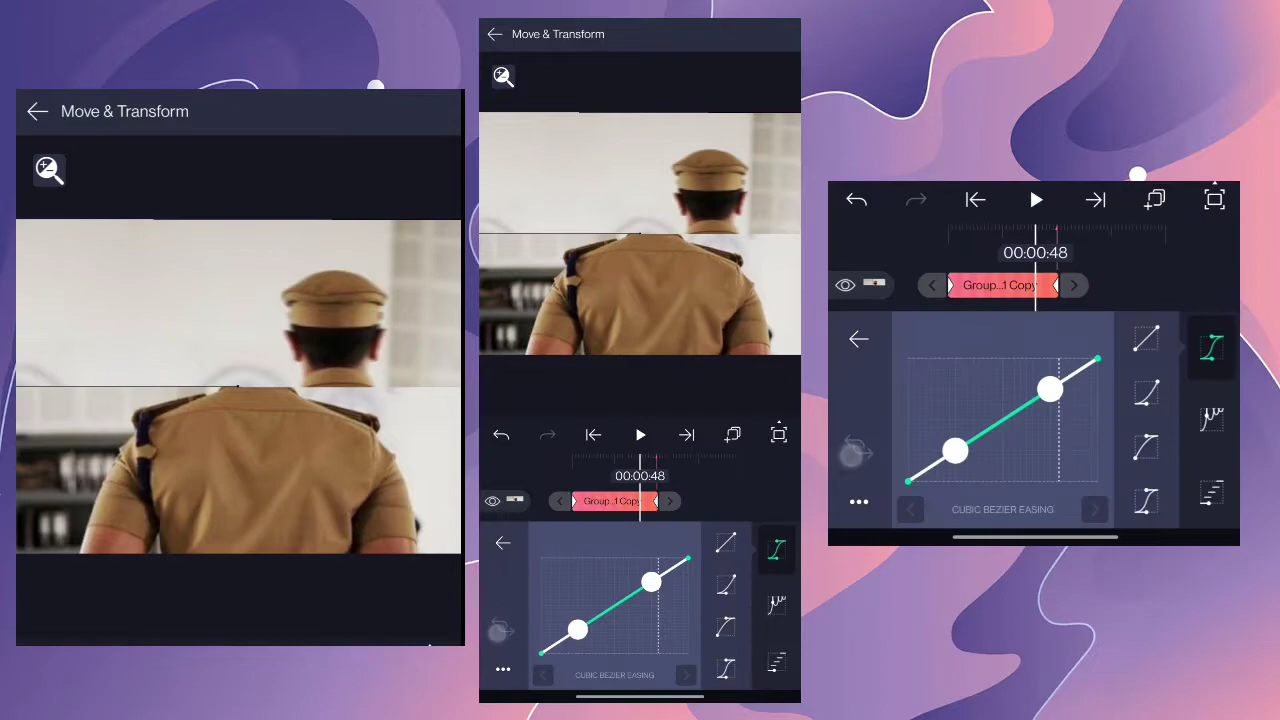 Move & Transform
Move & Transform
00:00:48
Group...1 Copy
CUBIC BEZIER EASING
00:00:48
Group...1 Copy
CUBIC BEZIER EASING